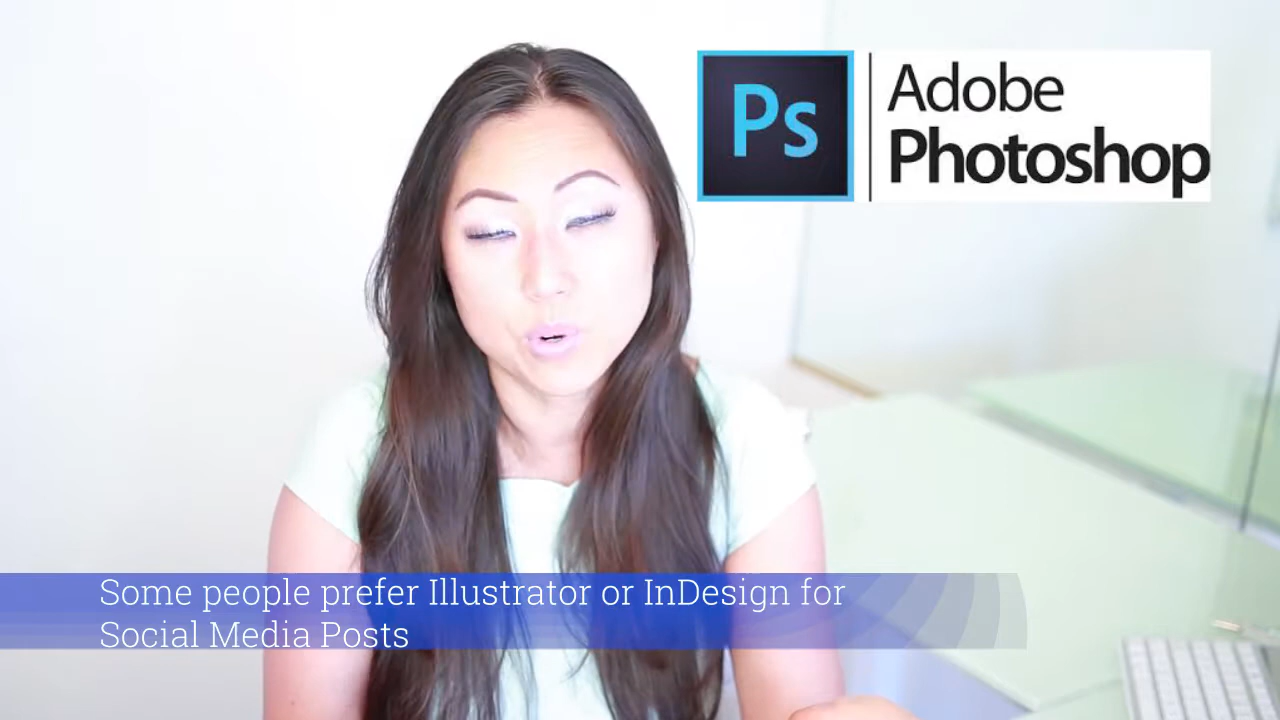 Ps
Adobe
Photoshop
Some people prefer Illustrator or InDesign for
Social Media Posts